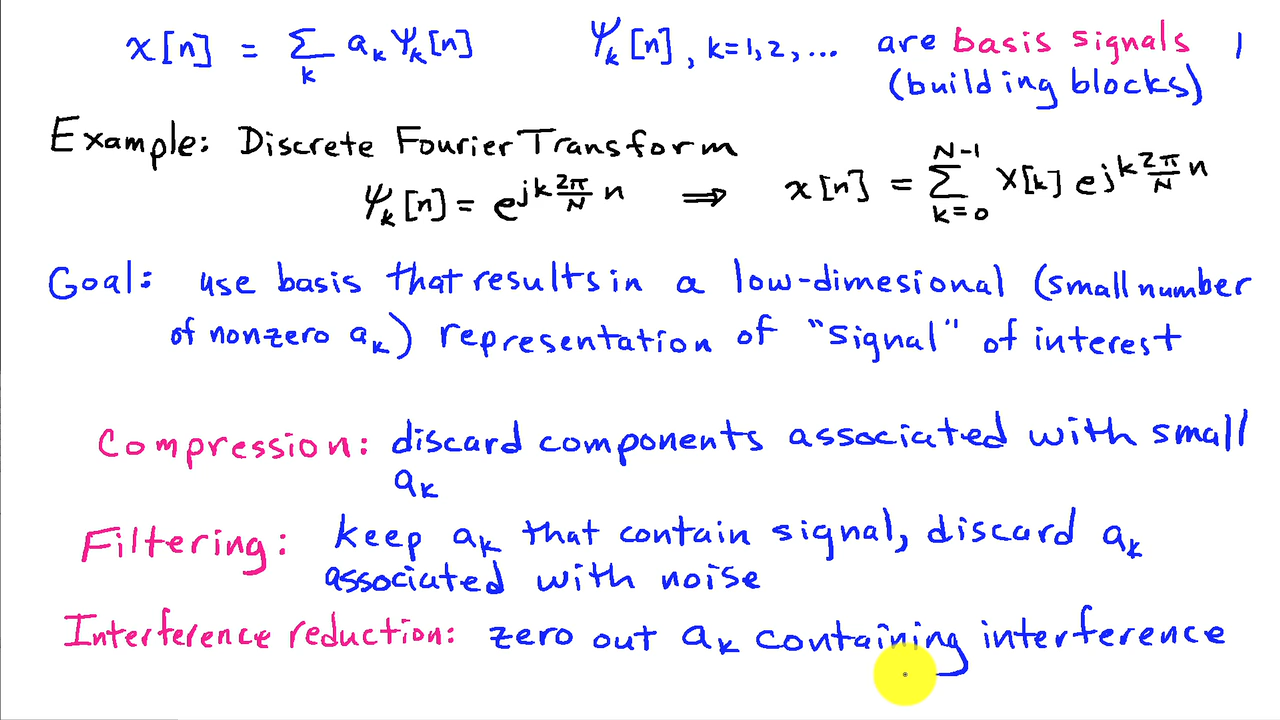 x[n] = Σ_k a_k Ψ_k[n]    Ψ_k[n], k=1,2,... are basis signals 1
(building blocks)
Example: Discrete Fourier Transform
Ψ_k[n] = e^{jk 2π/N n} ⇒ x[n] = Σ_{k=0}^{N-1} X[k] e^{jk 2π/N n}
Goal: use basis that results in a low-dimesional (small number
of nonzero a_k) representation of "signal" of interest
Compression: discard components associated with small
a_k
Filtering: keep a_k that contain signal, discard a_k
associated with noise
Interference reduction: zero out a_k containing interference